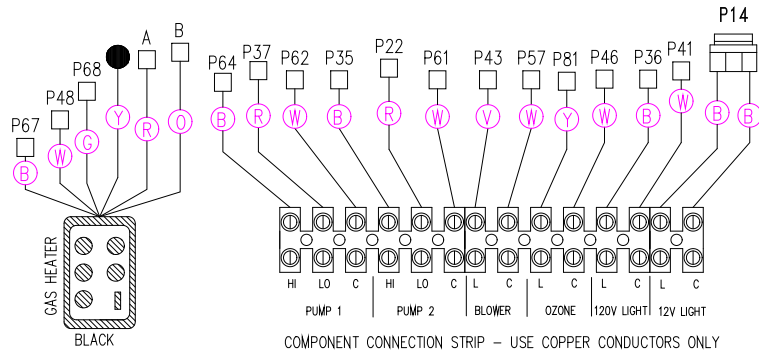 P14
A B
P64 P37 P62 P35 P22 P61 P43 P57 P81 P46 P36 P41
P67 P48 P68
B W G Y R O
B R W B R W V W Y W B W B B
GAS HEATER
BLACK
HI LO C HI LO C L C L C L C L C
PUMP 1 PUMP 2 BLOWER OZONE 120V LIGHT 12V LIGHT
COMPONENT CONNECTION STRIP – USE COPPER CONDUCTORS ONLY